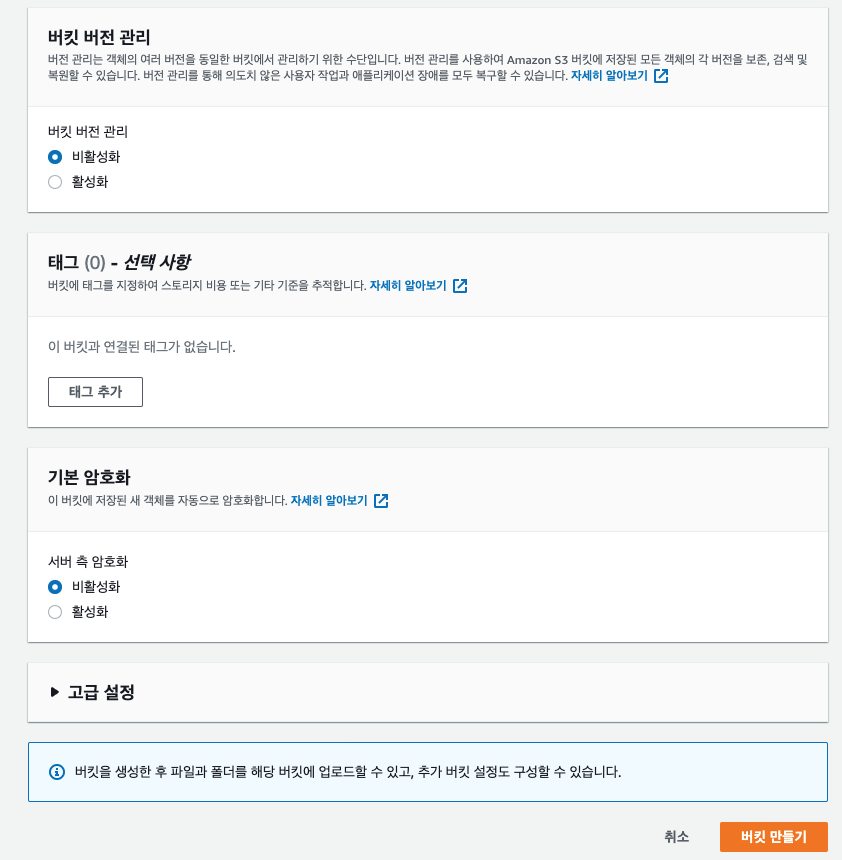 버킷 버전 관리
버전 관리는 객체의 여러 버전을 동일한 버킷에서 관리하기 위한 수단입니다. 버전 관리를 사용하여 Amazon S3 버킷에 저장된 모든 객체의 각 버전을 보존, 검색 및
복원할 수 있습니다. 버전 관리를 통해 의도치 않은 사용자 작업과 애플리케이션 장애를 모두 복구할 수 있습니다. 자세히 알아보기
버킷 버전 관리
비활성화
활성화
태그 (0) - 선택 사항
버킷에 태그를 지정하여 스토리지 비용 또는 기타 기준을 추적합니다. 자세히 알아보기
이 버킷과 연결된 태그가 없습니다.
태그 추가
기본 암호화
이 버킷에 저장된 새 객체를 자동으로 암호화합니다. 자세히 알아보기
서버 측 암호화
비활성화
활성화
고급 설정
버킷을 생성한 후 파일과 폴더를 해당 버킷에 업로드할 수 있고, 추가 버킷 설정도 구성할 수 있습니다.
취소 버킷 만들기